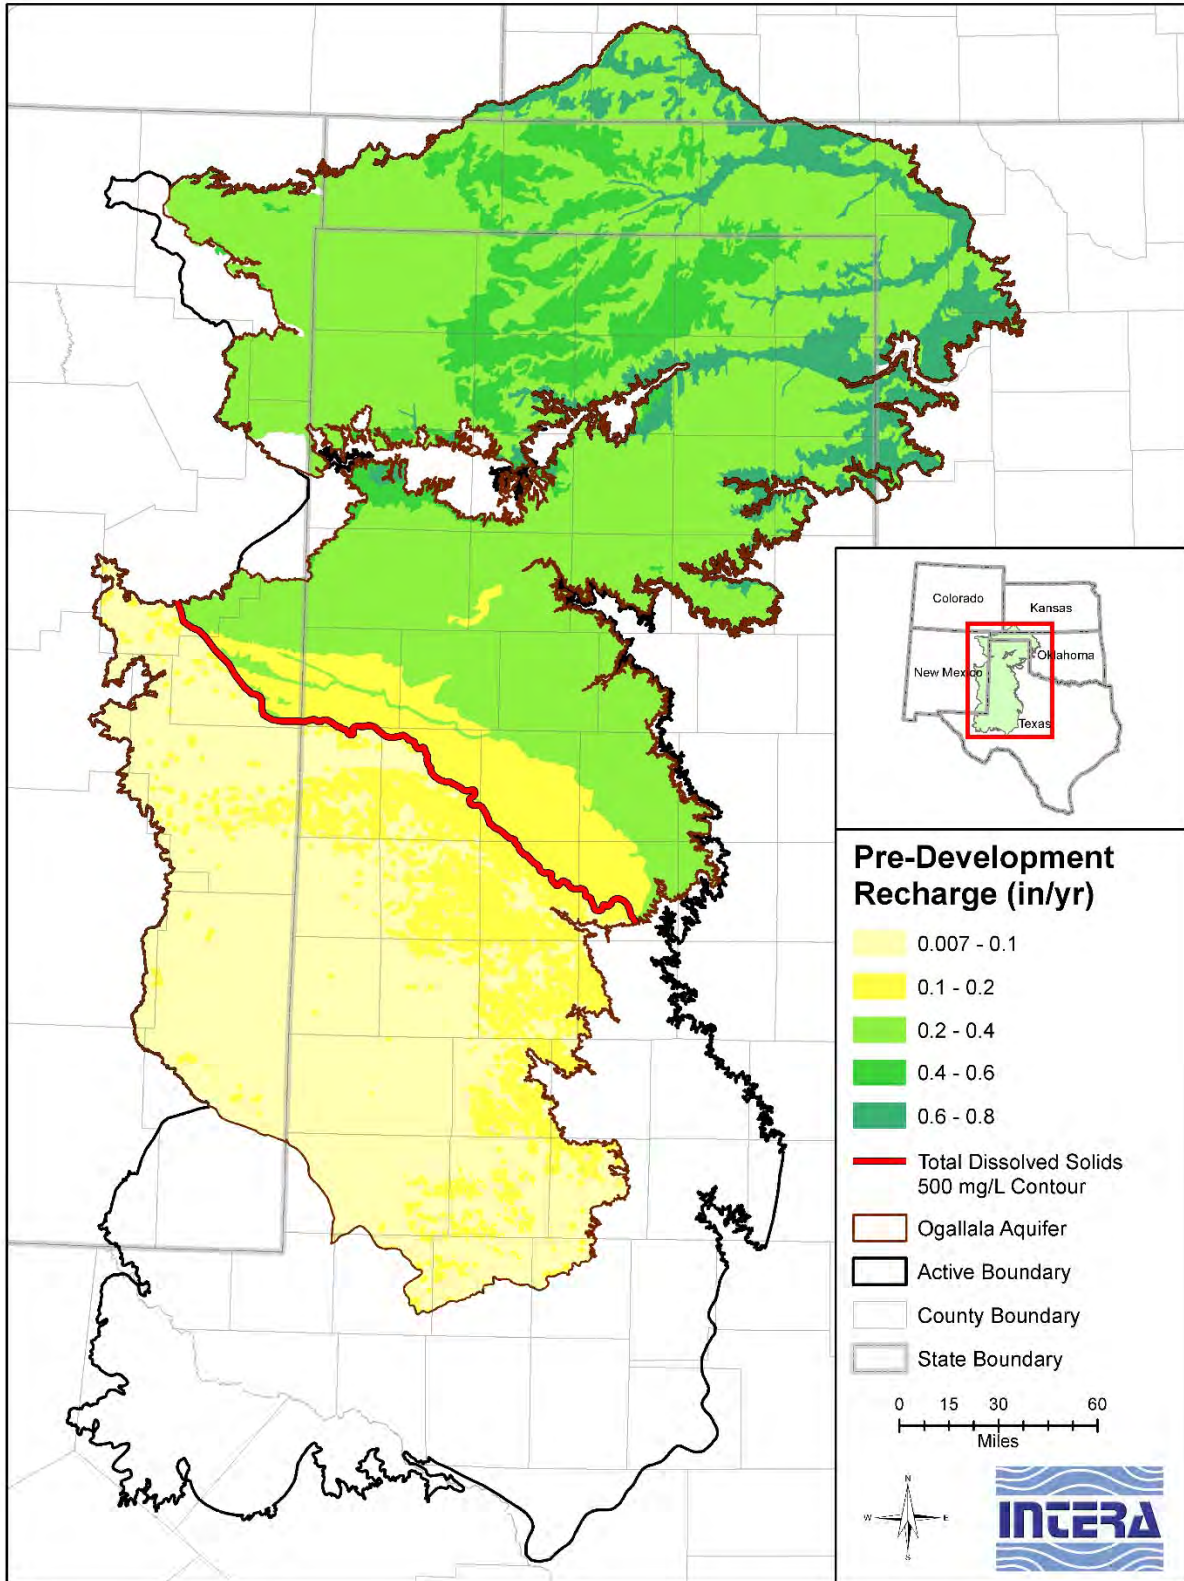 Colorado
Kansas
New Mexico
Oklahoma
Texas
Pre-Development
Recharge (in/yr)
0.007 - 0.1
0.1 - 0.2
0.2 - 0.4
0.4 - 0.6
0.6 - 0.8
Total Dissolved Solids
500 mg/L Contour
Ogallala Aquifer
Active Boundary
County Boundary
State Boundary
0 15 30 60
Miles
N
W E
S
INTERA